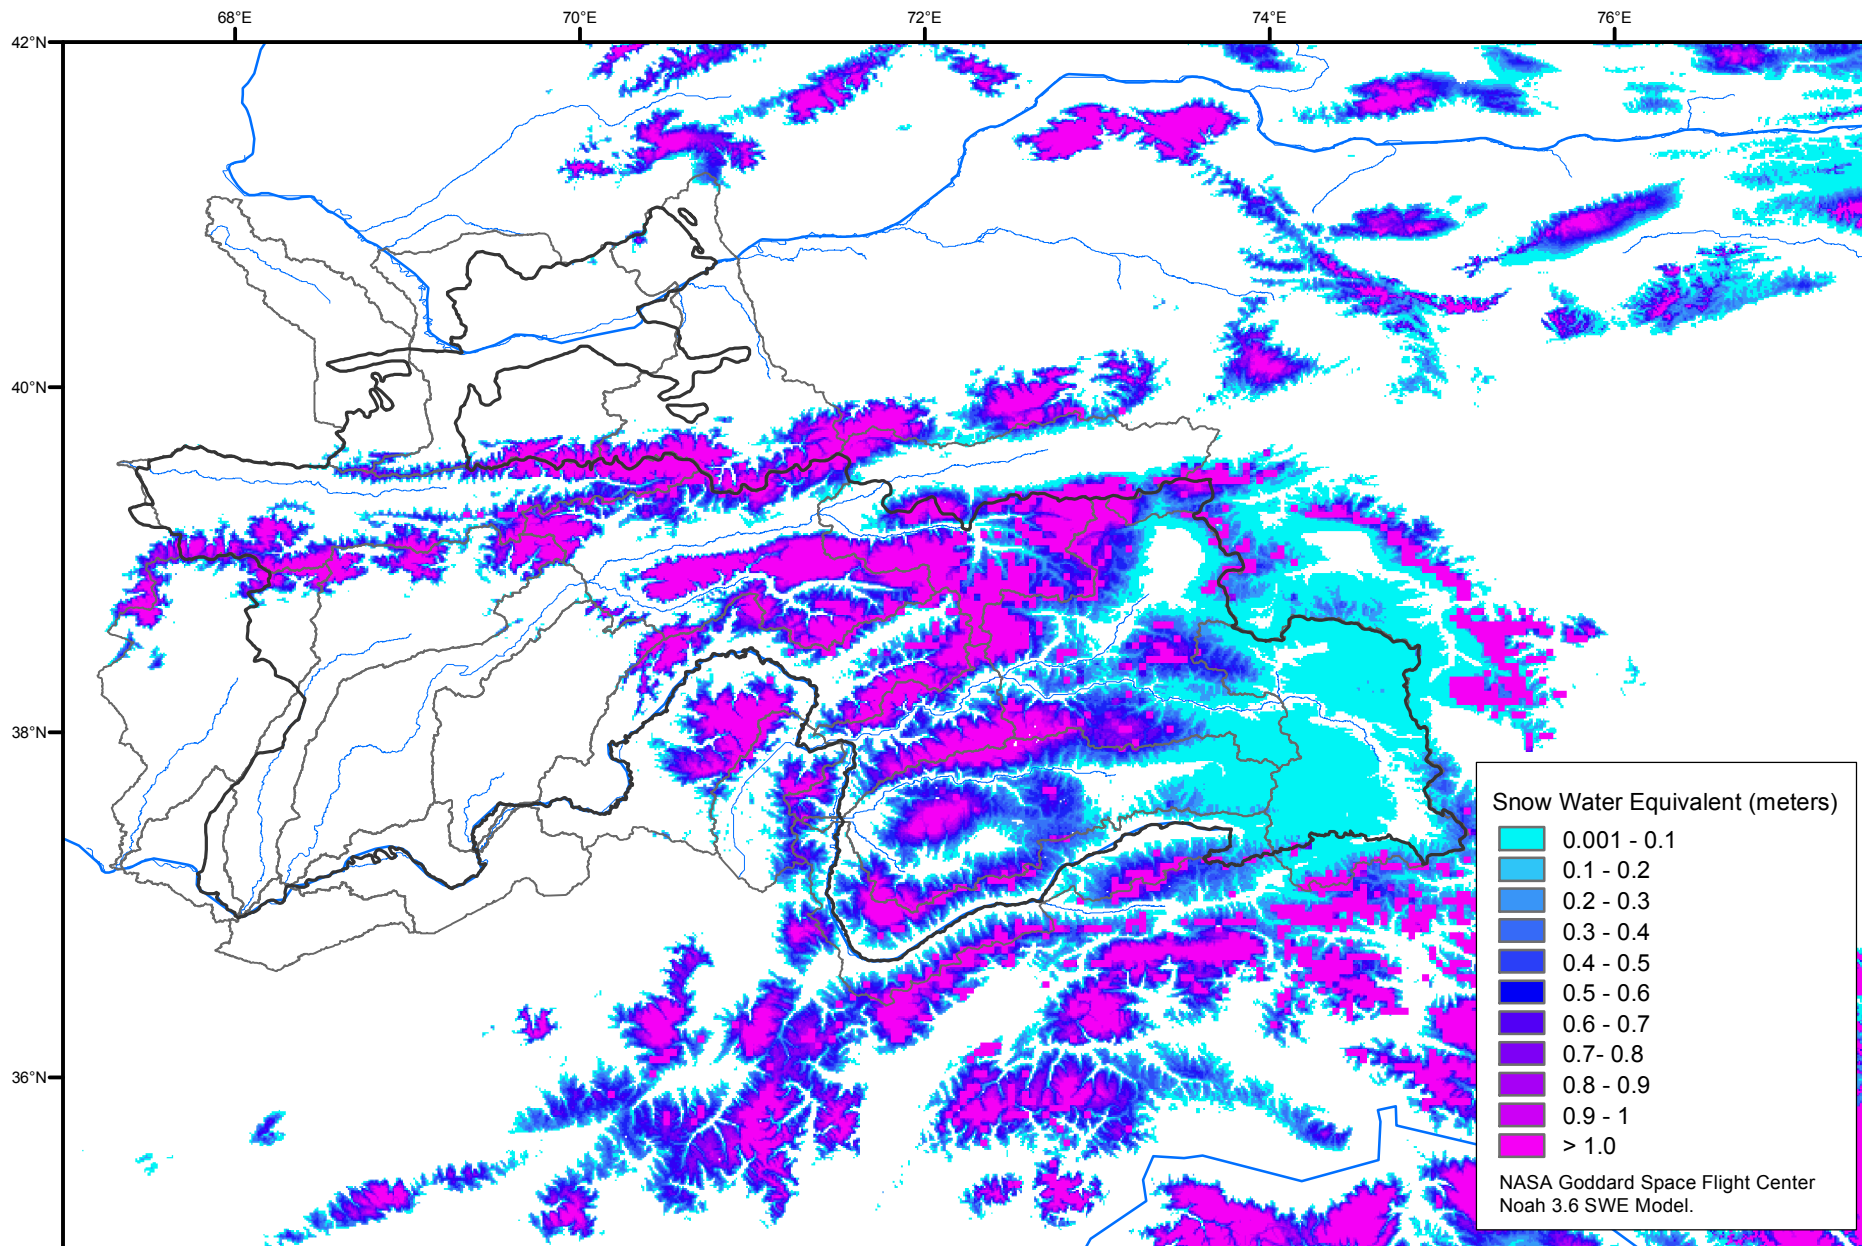 68°E
70°E
72°E
74°E
76°E
42°N
40°N
38°N
36°N
Snow Water Equivalent (meters)
0.001 - 0.1
0.1 - 0.2
0.2 - 0.3
0.3 - 0.4
0.4 - 0.5
0.5 - 0.6
0.6 - 0.7
0.7- 0.8
0.8 - 0.9
0.9 - 1
> 1.0
NASA Goddard Space Flight Center
Noah 3.6 SWE Model.